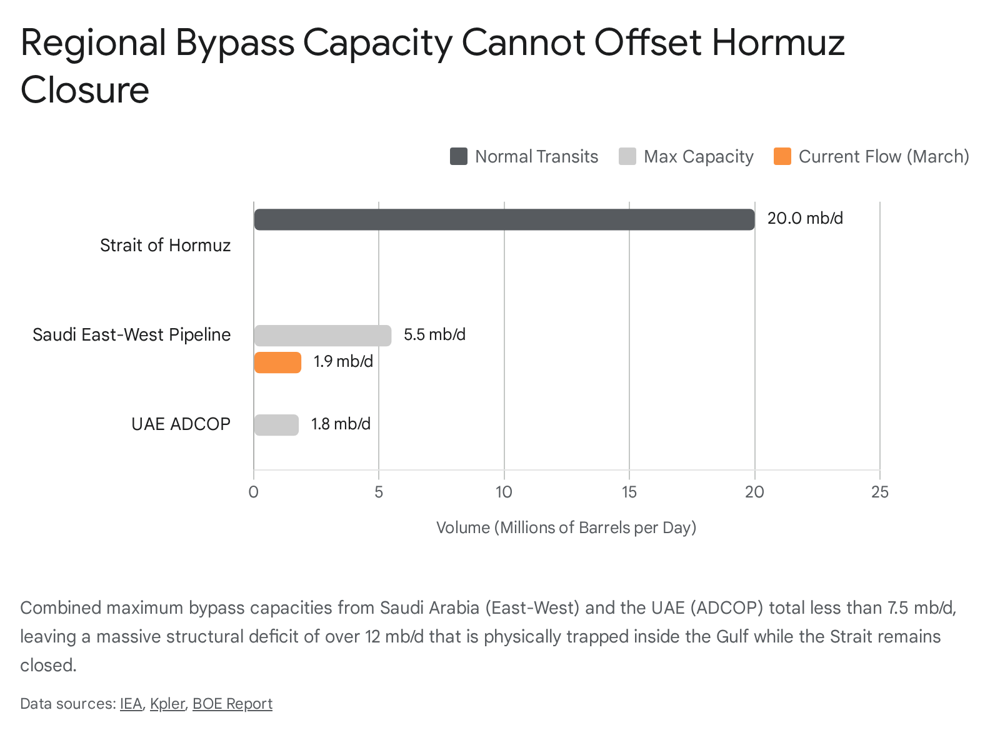 Regional Bypass Capacity Cannot Offset Hormuz
Closure
Normal Transits
Max Capacity
Current Flow (March)
Strait of Hormuz
20.0 mb/d
Saudi East-West Pipeline
5.5 mb/d
1.9 mb/d
UAE ADCOP
1.8 mb/d
0 5 10 15 20 25
Volume (Millions of Barrels per Day)
Combined maximum bypass capacities from Saudi Arabia (East-West) and the UAE (ADCOP) total less than 7.5 mb/d,
leaving a massive structural deficit of over 12 mb/d that is physically trapped inside the Gulf while the Strait remains
closed.
Data sources: IEA, Kpler, BOE Report